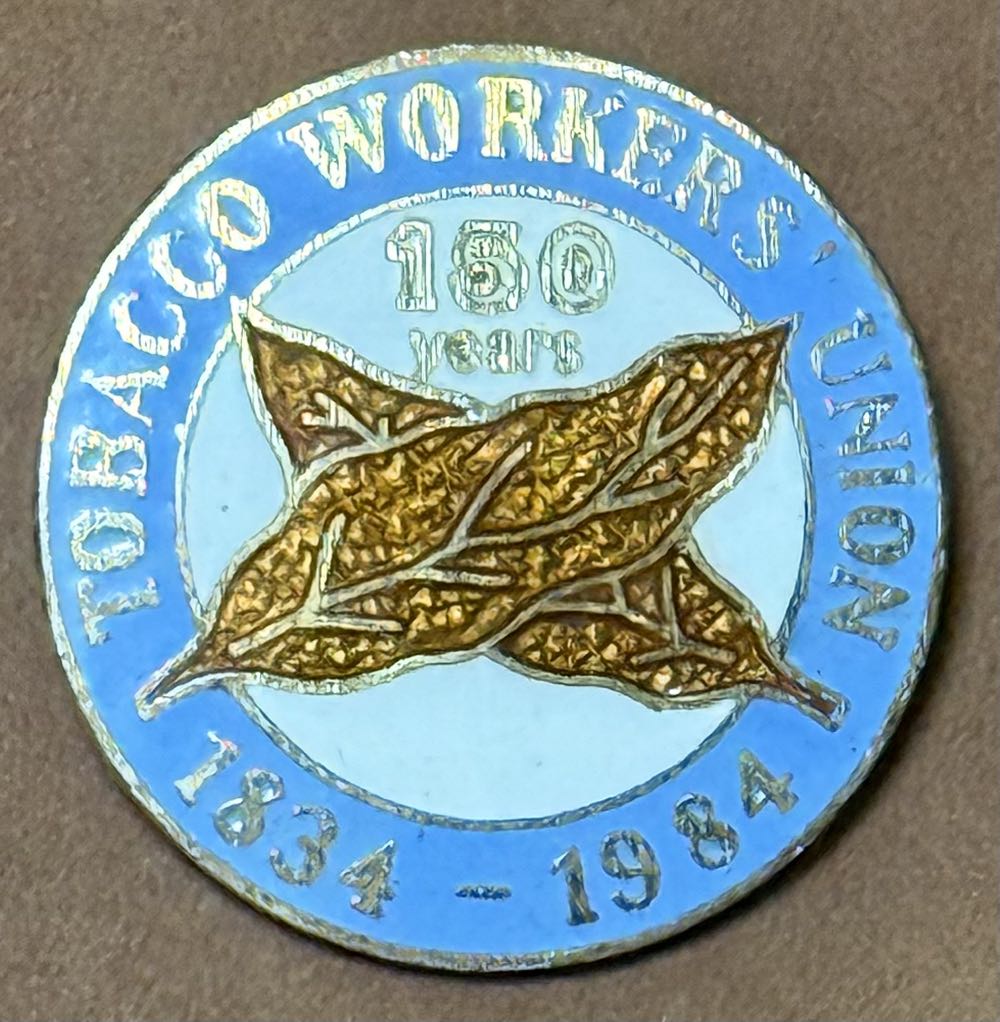 TOBACCO WORKERS' UNION
150
years
1834 - 1984